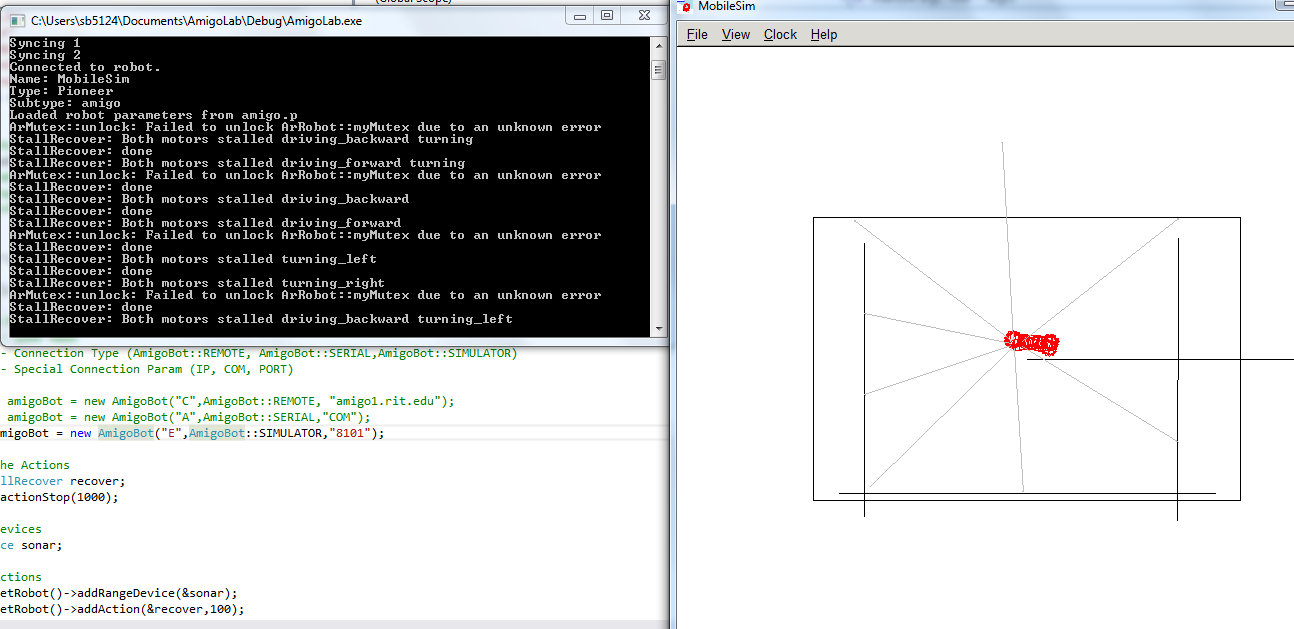 (Global Scope)
C:\Users\sb5124\Documents\AmigoLab\Debug\AmigoLab.exe
Syncing 1
Syncing 2
Connected to robot.
Name: MobileSim
Type: Pioneer
Subtype: amigo
Loaded robot parameters from amigo.p
ArMutex::unlock: Failed to unlock ArRobot::myMutex due to an unknown error
StallRecover: Both motors stalled driving_backward turning
StallRecover: done
StallRecover: Both motors stalled driving_forward turning
ArMutex::unlock: Failed to unlock ArRobot::myMutex due to an unknown error
StallRecover: done
StallRecover: Both motors stalled driving_backward
StallRecover: done
StallRecover: Both motors stalled driving_forward
ArMutex::unlock: Failed to unlock ArRobot::myMutex due to an unknown error
StallRecover: done
StallRecover: Both motors stalled turning_left
StallRecover: done
StallRecover: Both motors stalled turning_right
ArMutex::unlock: Failed to unlock ArRobot::myMutex due to an unknown error
StallRecover: done
StallRecover: Both motors stalled driving_backward turning_left
- Connection Type (AmigoBot::REMOTE, AmigoBot::SERIAL,AmigoBot::SIMULATOR)
- Special Connection Param (IP, COM, PORT)
amigoBot = new AmigoBot("C",AmigoBot::REMOTE, "amigo1.rit.edu");
amigoBot = new AmigoBot("A",AmigoBot::SERIAL,"COM");
migoBot = new AmigoBot("E",AmigoBot::SIMULATOR,"8101");
he Actions
llRecover recover;
actionStop(1000);
evices
ce sonar;
ctions
etRobot()->addRangeDevice(&sonar);
etRobot()->addAction(&recover,100);
MobileSim
File View Clock Help